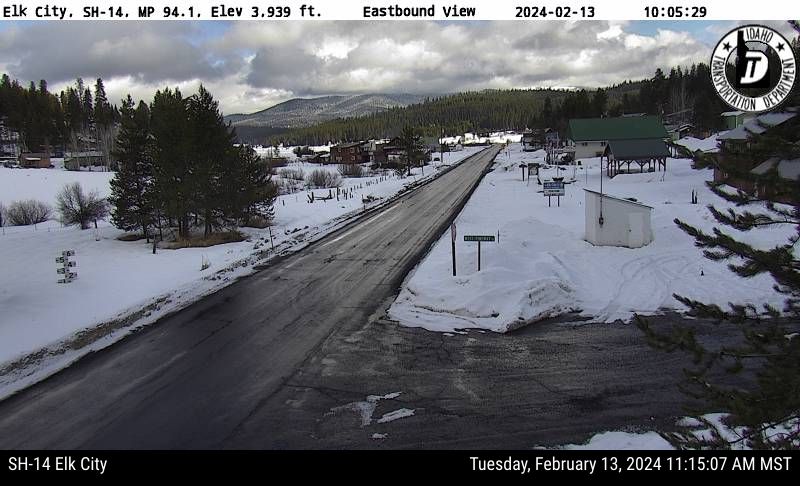 Elk City, SH-14, MP 94.1, Elev 3,939 ft. Eastbound View 2024-02-13 10:05:29
IDAHO
TRANSPORTATION DEPARTMENT
SH-14 Elk City Tuesday, February 13, 2024 11:15:07 AM MST